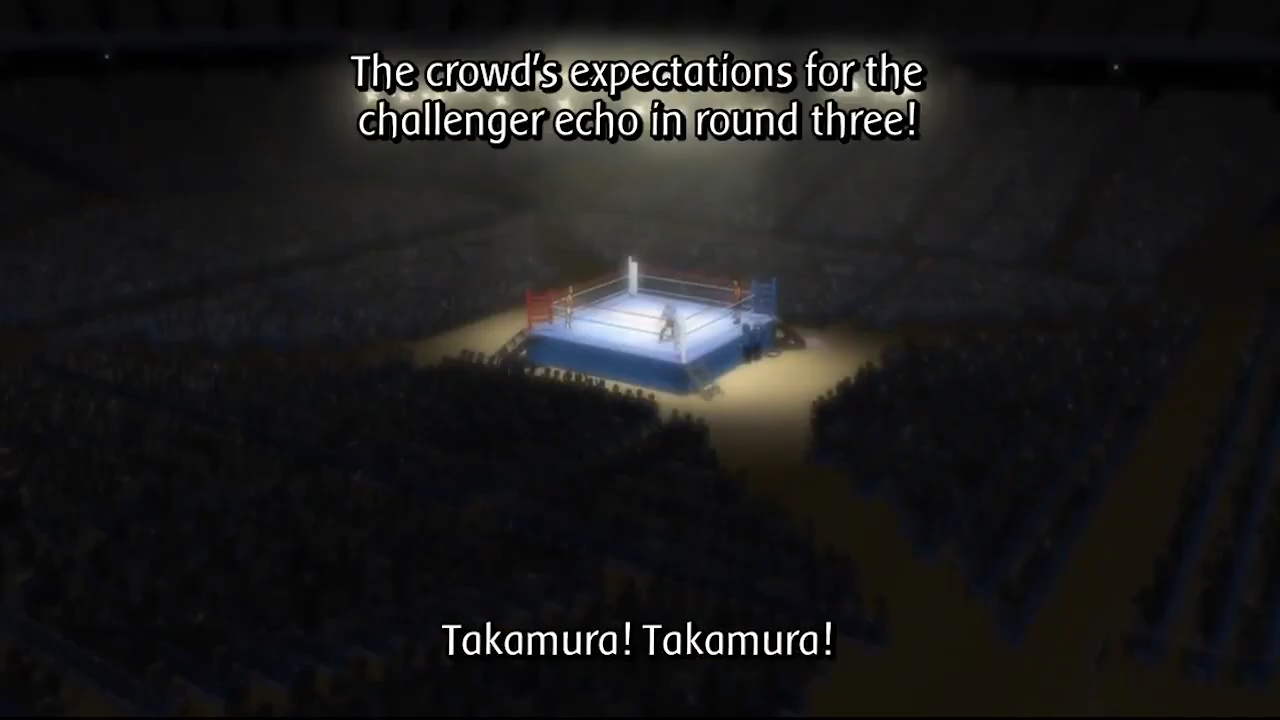 The crowd's expectations for the
challenger echo in round three!
Takamura! Takamura!